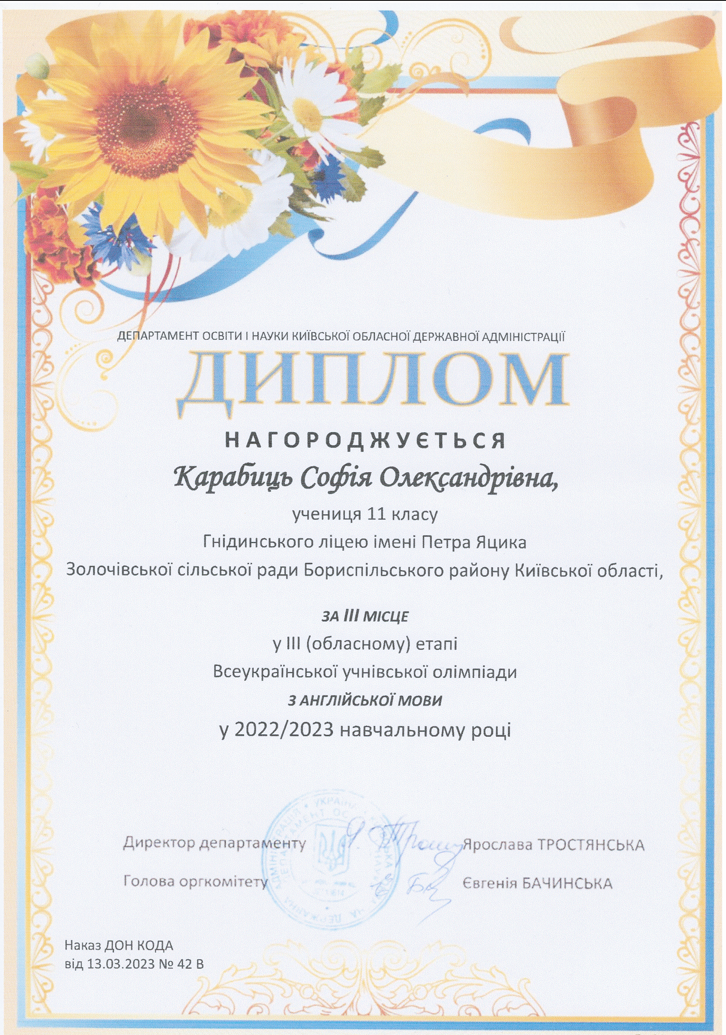 ДЕПАРТАМЕНТ ОСВІТИ І НАУКИ КИЇВСЬКОЇ ОБЛАСНОЇ ДЕРЖАВНОЇ АДМІНІСТРАЦІЇ
ДИПЛОМ
НАГОРОДЖУЄТЬСЯ
Карабиць Софія Олександрівна,
учениця 11 класу
Гнідинського ліцею імені Петра Яцика
Золочівської сільської ради Бориспільського району Київської області,
ЗА III МІСЦЕ
у III (обласному) етапі
Всеукраїнської учнівської олімпіади
З АНГЛІЙСЬКОЇ МОВИ
у 2022/2023 навчальному році
Директор департаменту Ярослава ТРОСТЯНСЬКА
Голова оргкомітету Євгенія БАЧИНСЬКА
Наказ ДОН КОДА
від 13.03.2023 № 42 В